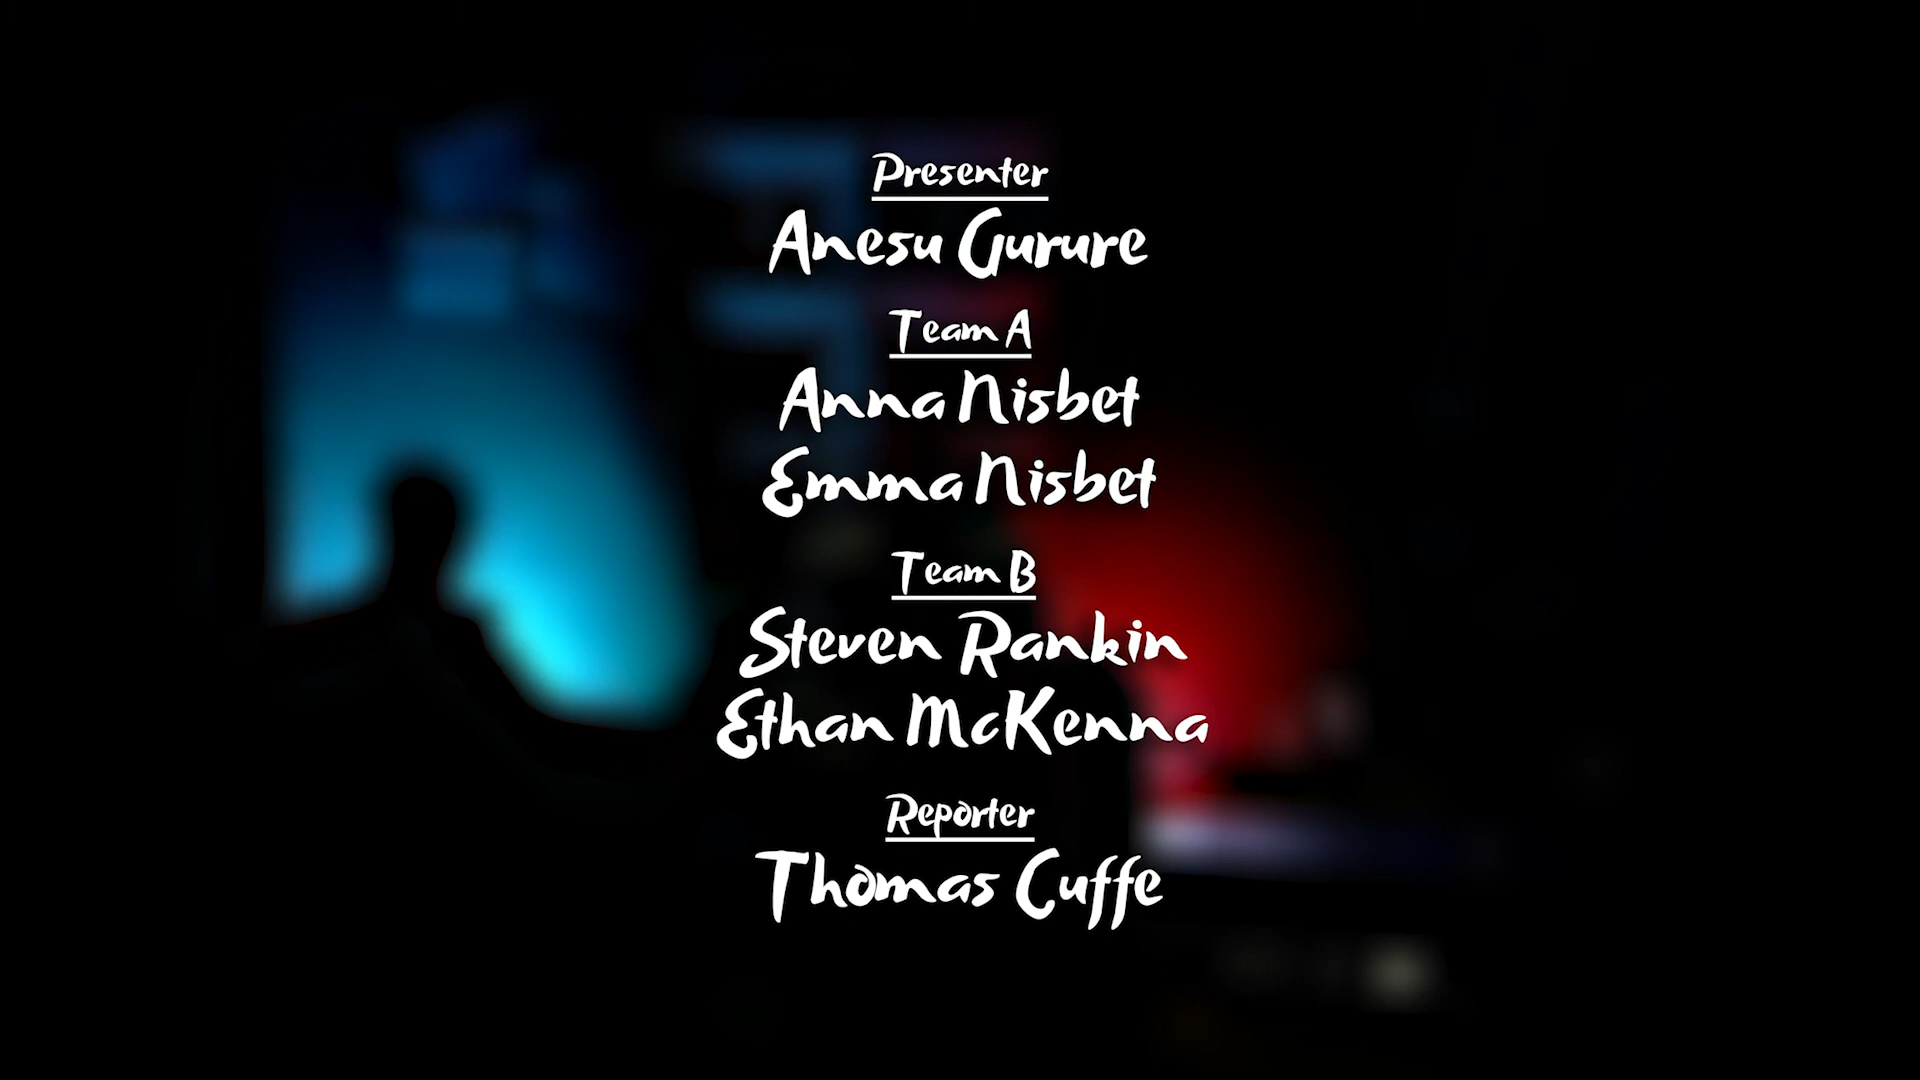 Presenter
Anesu Gurure
Team A
Anna Nisbet
Emma Nisbet
Team B
Steven Rankin
Ethan McKenna
Reporter
Thomas Cuffe